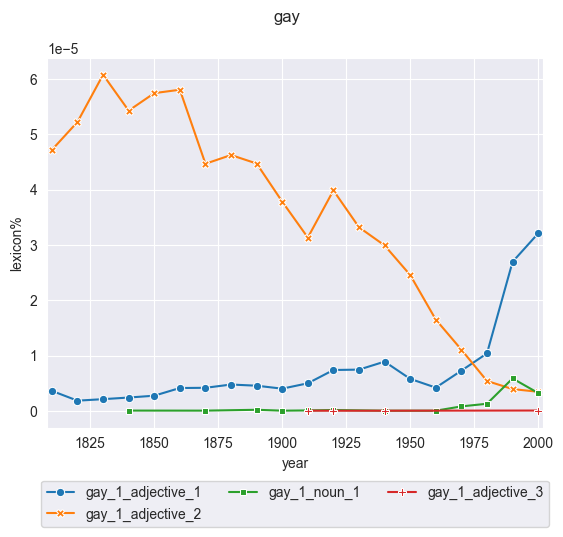 gay
1e−5
6
5
4
3
2
1
0
lexicon%
1825 1850 1875 1900 1925 1950 1975 2000
year
gay_1_adjective_1 gay_1_noun_1 gay_1_adjective_3
gay_1_adjective_2